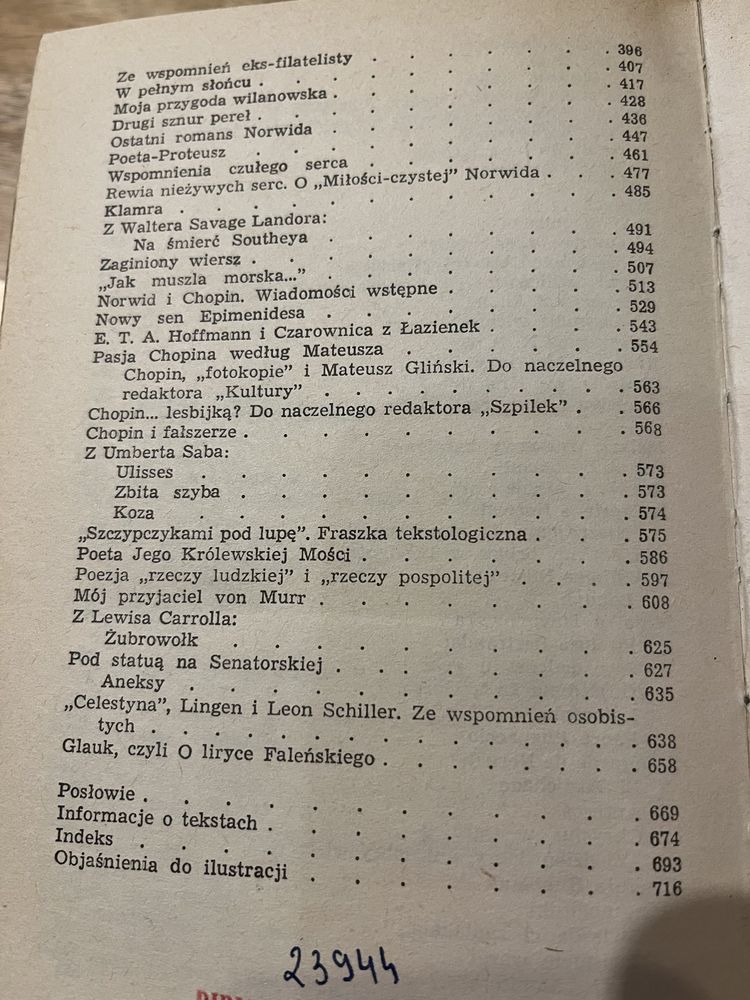 Ze wspomnień eks-filatelisty . . . . . . 396
W pełnym słońcu . . . . . . . . 407
Moja przygoda wilanowska . . . . . . 417
Drugi sznur pereł . . . . . . . . 428
Ostatni romans Norwida . . . . . . . 436
Poeta-Proteusz . . . . . . . . 447
Wspomnienia czułego serca . . . . . . 461
Rewia nieżywych serc. O „Miłości-czystej” Norwida . . . 477
Klamra . . . . . . . . . . 485
Z Waltera Savage Landora:
Na śmierć Southeya . . . . . . . 491
Zaginiony wiersz . . . . . . . . 494
„Jak muszla morska...” . . . . . . . 507
Norwid i Chopin. Wiadomości wstępne . . . . . 513
Nowy sen Epimenidesa . . . . . . . 529
E. T. A. Hoffmann i Czarownica z Łazienek . . . . 543
Pasja Chopina według Mateusza . . . . . . 554
Chopin, „fotokopie” i Mateusz Gliński. Do naczelnego
redaktora „Kultury” . . . . . . . 563
Chopin... lesbijką? Do naczelnego redaktora „Szpilek” . . 566
Chopin i fałszerze . . . . . . . . 568
Z Umberta Saba:
Ulisses . . . . . . . . . 573
Zbita szyba . . . . . . . . 573
Koza . . . . . . . . . 574
„Szczypczykami pod lupę”. Fraszka tekstologiczna . . . 575
Poeta Jego Królewskiej Mości . . . . . . 586
Poezja „rzeczy ludzkiej” i „rzeczy pospolitej” . . . . 597
Mój przyjaciel von Murr . . . . . . . 608
Z Lewisa Carrolla:
Żubrowołk . . . . . . . . . 625
Pod statuą na Senatorskiej . . . . . . . 627
Aneksy . . . . . . . . . 635
„Celestyna”, Lingen i Leon Schiller. Ze wspomnień osobis-
tych . . . . . . . . . . 638
Glauk, czyli O liryce Faleńskiego . . . . . . 658
Posłowie . . . . . . . . . . 669
Informacje o tekstach . . . . . . . . 674
Indeks . . . . . . . . . . 693
Objaśnienia do ilustracji . . . . . . . 716
23944